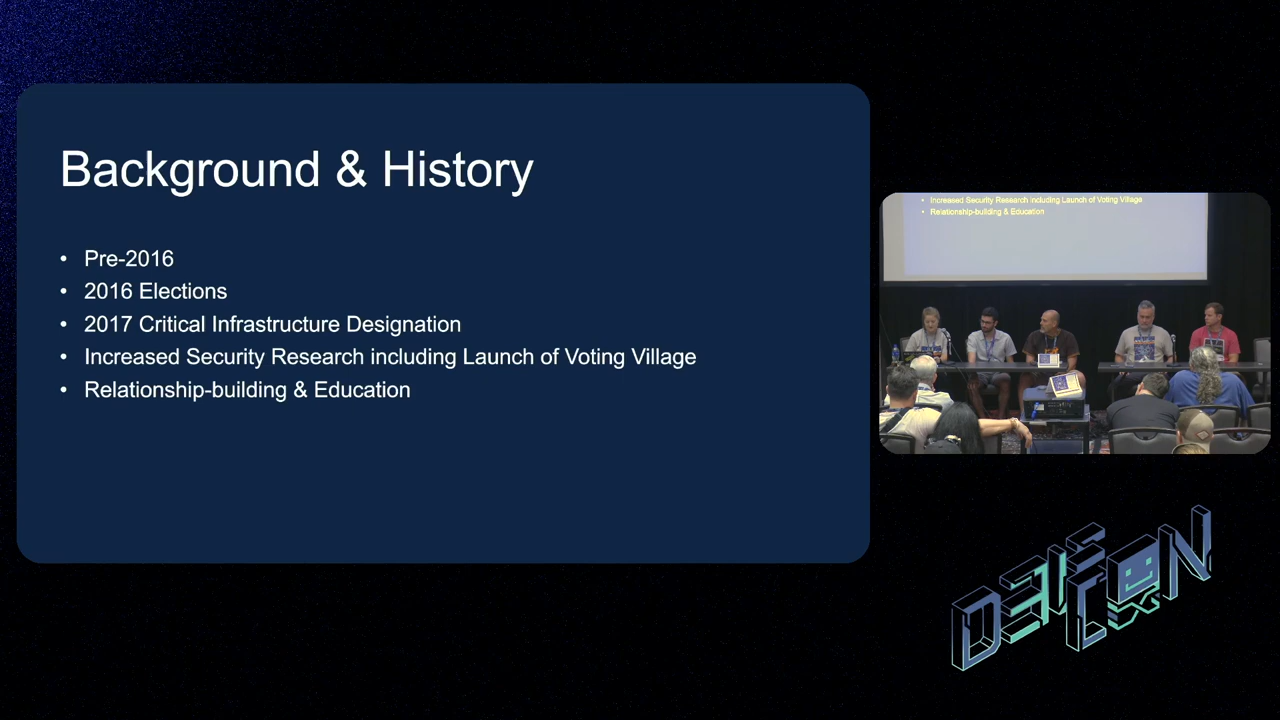 Background & History
• Pre-2016
• 2016 Elections
• 2017 Critical Infrastructure Designation
• Increased Security Research including Launch of Voting Village
• Relationship-building & Education
• Increased Security Research including Launch of Voting Village
• Relationship-building & Education
DEF
CON